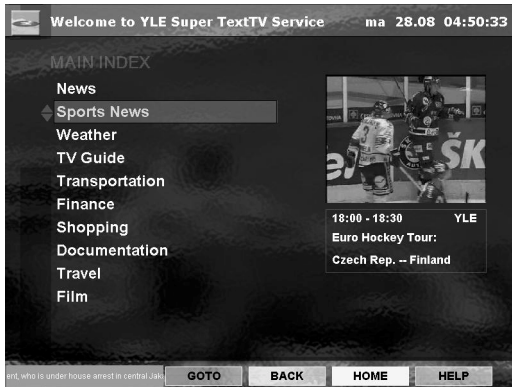 Welcome to YLE Super TextTV Service ma 28.08 04:50:33
MAIN INDEX
News
Sports News
Weather
TV Guide
Transportation
Finance
Shopping
Documentation
Travel
Film
ŠK
18:00 - 18:30 YLE
Euro Hockey Tour:
Czech Rep. -- Finland
ent, who is under house arrest in central Jak
GOTO BACK HOME HELP